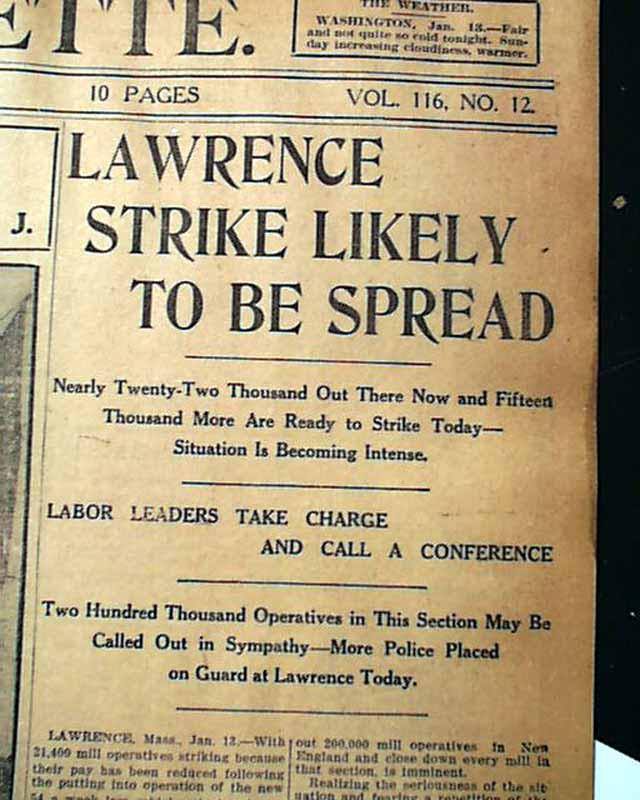 ETTE.
THE WEATHER.
WASHINGTON, Jan. 13.—Fair
and not quite so cold tonight. Sun-
day increasing cloudiness, warmer.
10 PAGES
VOL. 116, NO. 12.
J.
LAWRENCE
STRIKE LIKELY
TO BE SPREAD
Nearly Twenty-Two Thousand Out There Now and Fifteen
Thousand More Are Ready to Strike Today—
Situation Is Becoming Intense.
LABOR LEADERS TAKE CHARGE
AND CALL A CONFERENCE
Two Hundred Thousand Operatives in This Section May Be
Called Out in Sympathy—More Police Placed
on Guard at Lawrence Today.
LAWRENCE, Mass., Jan. 13.—With
21,400 mill operatives striking because
their pay has been reduced following
the putting into operation of the new
54
out 200,000 mill operatives in New
England and close down every mill in
that section, is imminent.
Realizing the seriousness of the sit-
uation and fearing a repetition of the